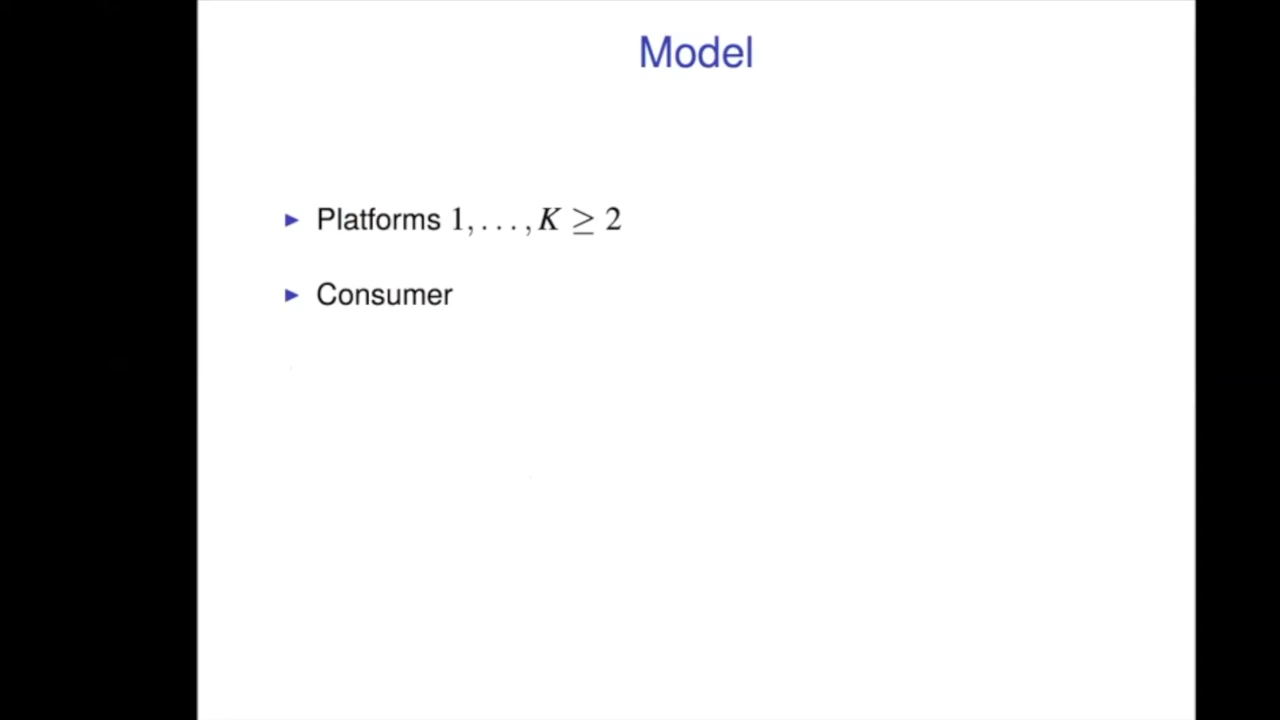 Model
▶ Platforms 1, . . . , K ≥ 2
▶ Consumer